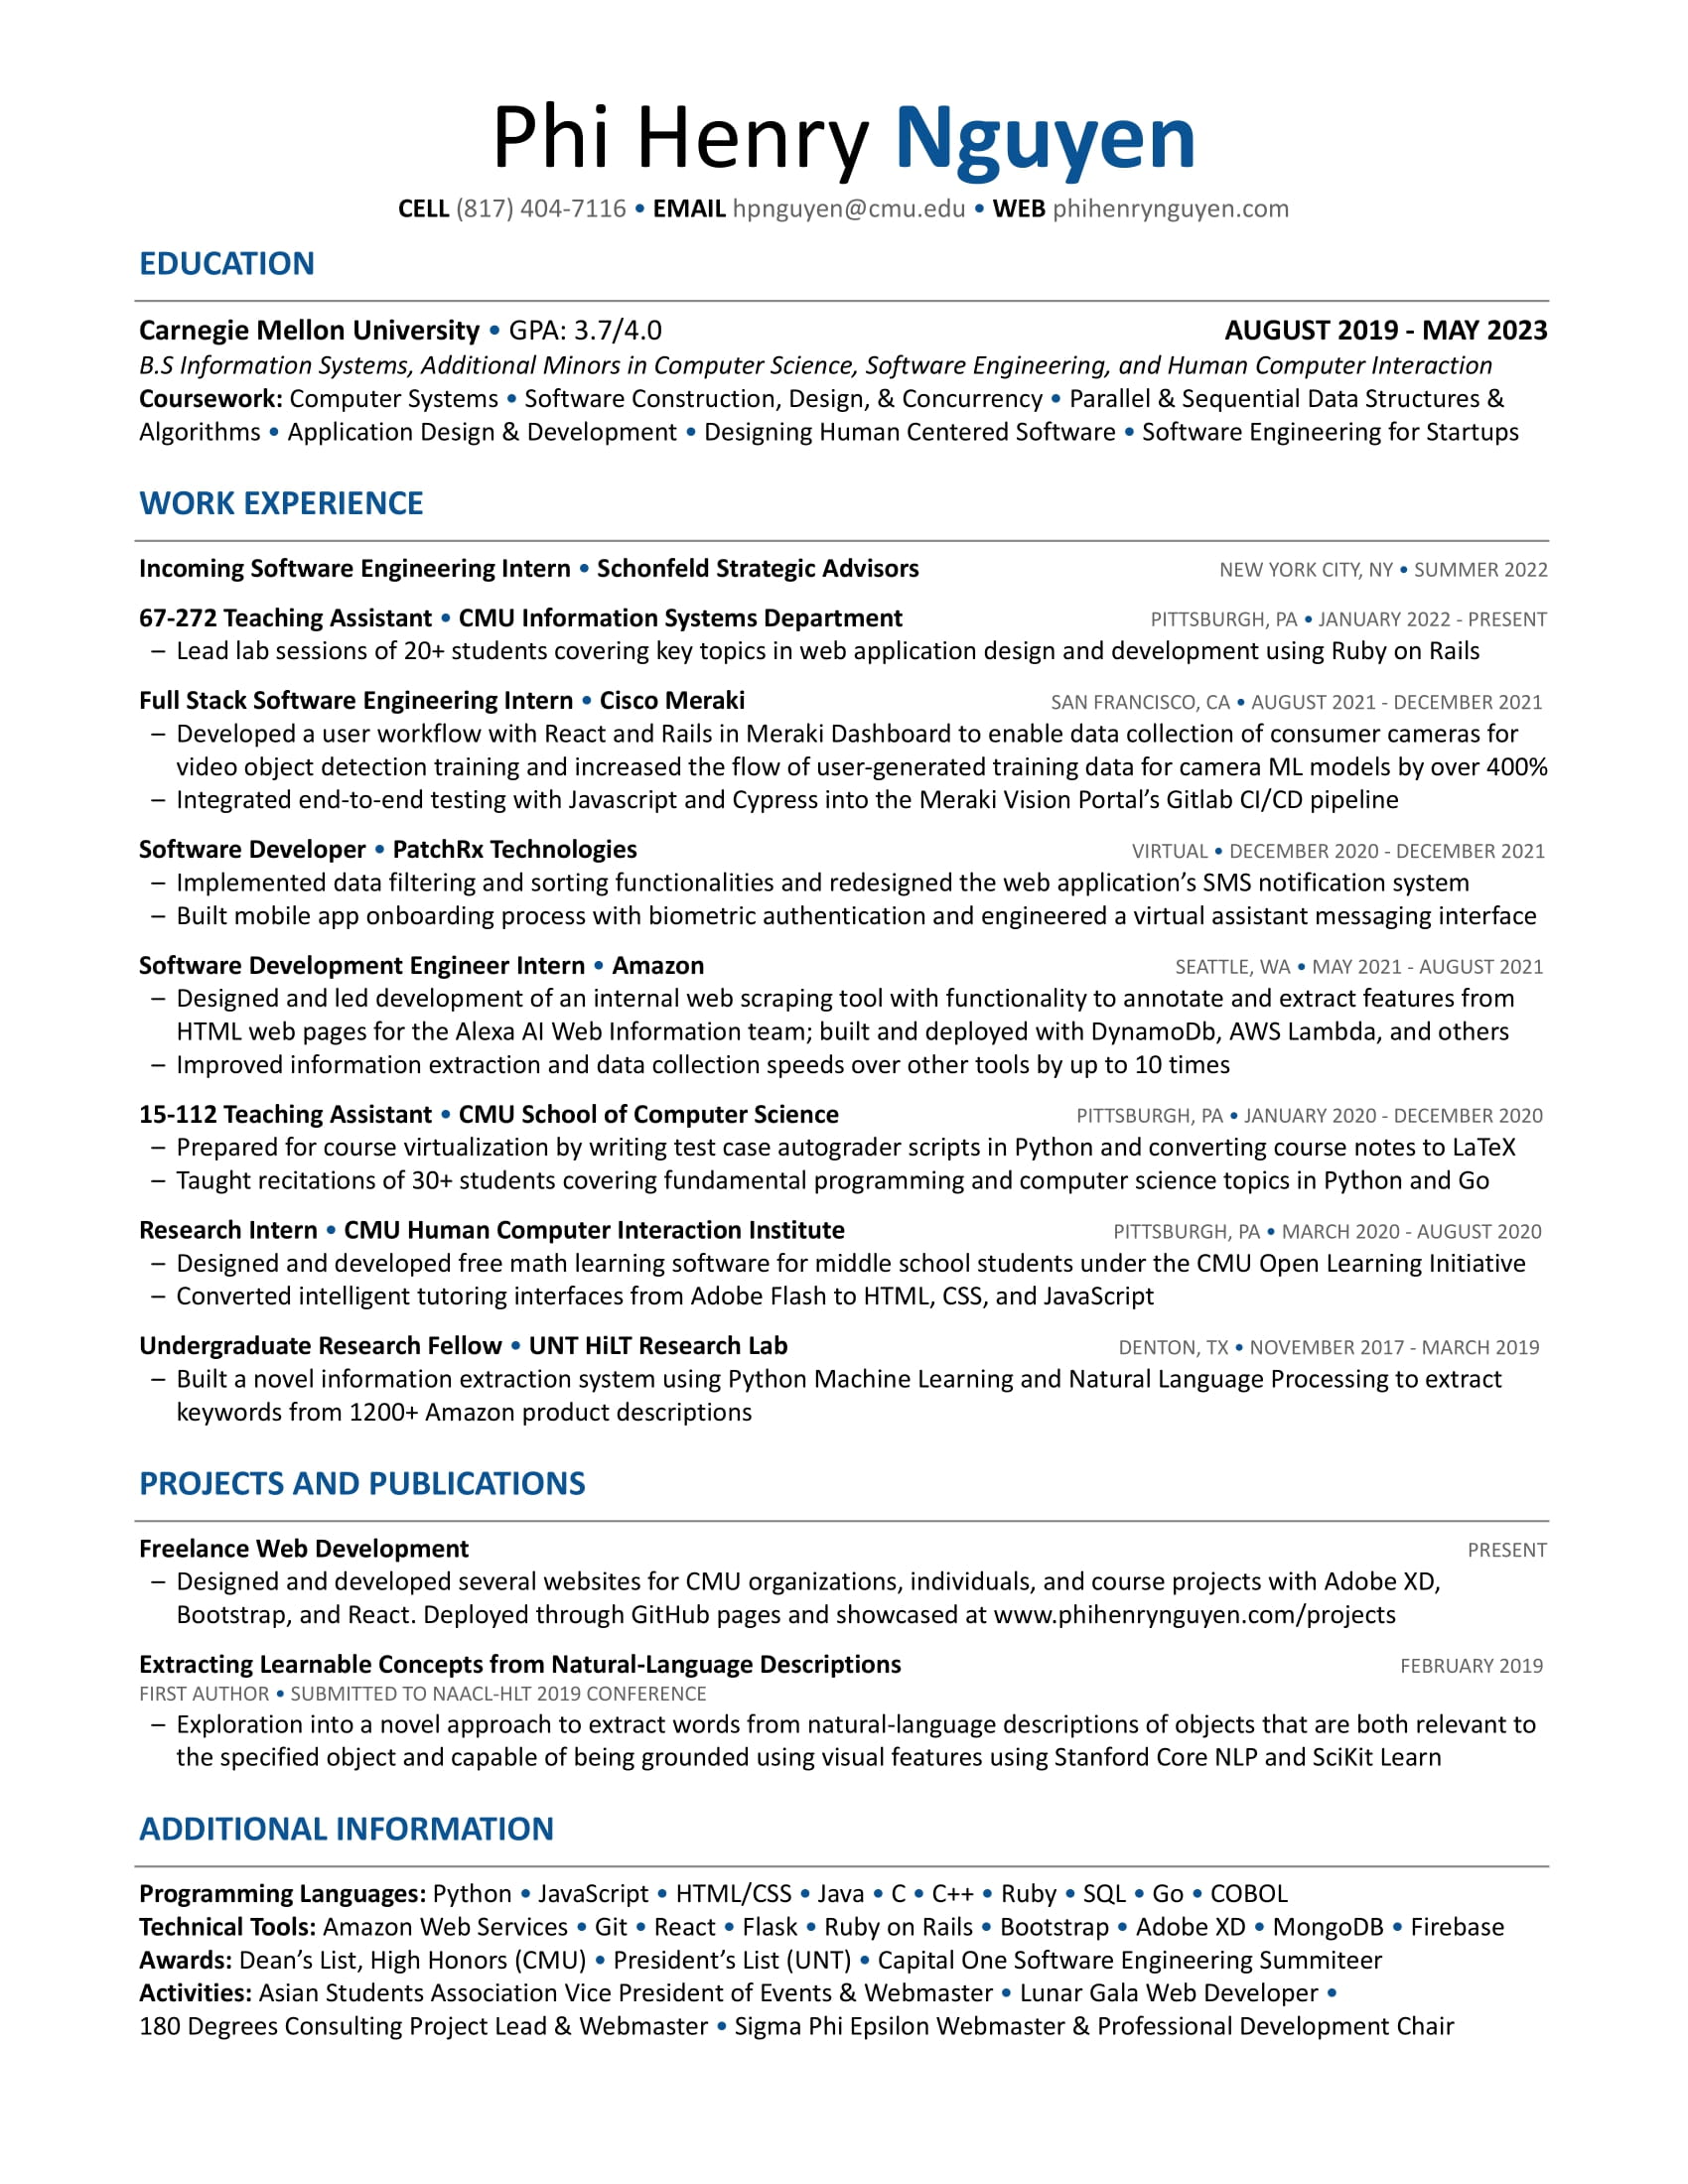 Phi Henry Nguyen
CELL (817) 404-7116 • EMAIL hpnguyen@cmu.edu • WEB phihenrynguyen.com
EDUCATION
Carnegie Mellon University • GPA: 3.7/4.0 AUGUST 2019 - MAY 2023
B.S Information Systems, Additional Minors in Computer Science, Software Engineering, and Human Computer Interaction
Coursework: Computer Systems • Software Construction, Design, & Concurrency • Parallel & Sequential Data Structures &
Algorithms • Application Design & Development • Designing Human Centered Software • Software Engineering for Startups
WORK EXPERIENCE
Incoming Software Engineering Intern • Schonfeld Strategic Advisors NEW YORK CITY, NY • SUMMER 2022
67-272 Teaching Assistant • CMU Information Systems Department PITTSBURGH, PA • JANUARY 2022 - PRESENT
– Lead lab sessions of 20+ students covering key topics in web application design and development using Ruby on Rails
Full Stack Software Engineering Intern • Cisco Meraki SAN FRANCISCO, CA • AUGUST 2021 - DECEMBER 2021
– Developed a user workflow with React and Rails in Meraki Dashboard to enable data collection of consumer cameras for
video object detection training and increased the flow of user-generated training data for camera ML models by over 400%
– Integrated end-to-end testing with Javascript and Cypress into the Meraki Vision Portal’s Gitlab CI/CD pipeline
Software Developer • PatchRx Technologies VIRTUAL • DECEMBER 2020 - DECEMBER 2021
– Implemented data filtering and sorting functionalities and redesigned the web application’s SMS notification system
– Built mobile app onboarding process with biometric authentication and engineered a virtual assistant messaging interface
Software Development Engineer Intern • Amazon SEATTLE, WA • MAY 2021 - AUGUST 2021
– Designed and led development of an internal web scraping tool with functionality to annotate and extract features from
HTML web pages for the Alexa AI Web Information team; built and deployed with DynamoDb, AWS Lambda, and others
– Improved information extraction and data collection speeds over other tools by up to 10 times
15-112 Teaching Assistant • CMU School of Computer Science PITTSBURGH, PA • JANUARY 2020 - DECEMBER 2020
– Prepared for course virtualization by writing test case autograder scripts in Python and converting course notes to LaTeX
– Taught recitations of 30+ students covering fundamental programming and computer science topics in Python and Go
Research Intern • CMU Human Computer Interaction Institute PITTSBURGH, PA • MARCH 2020 - AUGUST 2020
– Designed and developed free math learning software for middle school students under the CMU Open Learning Initiative
– Converted intelligent tutoring interfaces from Adobe Flash to HTML, CSS, and JavaScript
Undergraduate Research Fellow • UNT HiLT Research Lab DENTON, TX • NOVEMBER 2017 - MARCH 2019
– Built a novel information extraction system using Python Machine Learning and Natural Language Processing to extract
keywords from 1200+ Amazon product descriptions
PROJECTS AND PUBLICATIONS
Freelance Web Development PRESENT
– Designed and developed several websites for CMU organizations, individuals, and course projects with Adobe XD,
Bootstrap, and React. Deployed through GitHub pages and showcased at www.phihenrynguyen.com/projects
Extracting Learnable Concepts from Natural-Language Descriptions FEBRUARY 2019
FIRST AUTHOR • SUBMITTED TO NAACL-HLT 2019 CONFERENCE
– Exploration into a novel approach to extract words from natural-language descriptions of objects that are both relevant to
the specified object and capable of being grounded using visual features using Stanford Core NLP and SciKit Learn
ADDITIONAL INFORMATION
Programming Languages: Python • JavaScript • HTML/CSS • Java • C • C++ • Ruby • SQL • Go • COBOL
Technical Tools: Amazon Web Services • Git • React • Flask • Ruby on Rails • Bootstrap • Adobe XD • MongoDB • Firebase
Awards: Dean’s List, High Honors (CMU) • President’s List (UNT) • Capital One Software Engineering Summiteer
Activities: Asian Students Association Vice President of Events & Webmaster • Lunar Gala Web Developer •
180 Degrees Consulting Project Lead & Webmaster • Sigma Phi Epsilon Webmaster & Professional Development Chair